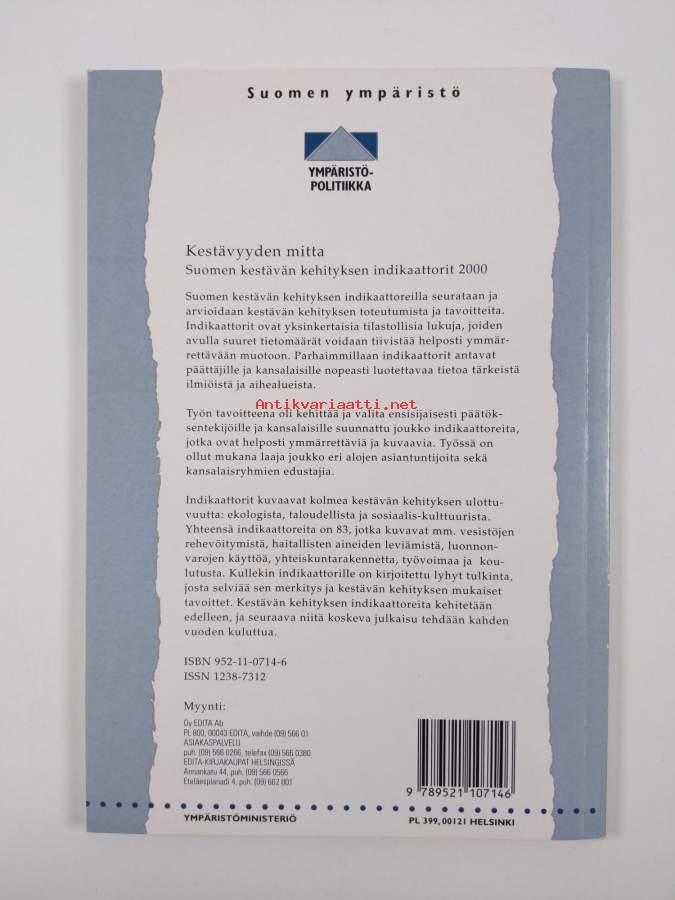 Suomen ympäristö
YMPÄRISTÖ-
POLITIIKKA
Kestävyyden mitta
Suomen kestävän kehityksen indikaattorit 2000
Suomen kestävän kehityksen indikaattoreilla seurataan ja
arvioidaan kestävän kehityksen toteutumista ja tavoitteita.
Indikaattorit ovat yksinkertaisia tilastollisia lukuja, joiden
avulla suuret tietomäärät voidaan tiivistää helposti ymmär-
rettävään muotoon. Parhaimmillaan indikaattorit antavat
päättäjille ja kansalaisille nopeasti luotettavaa tietoa tärkeistä
ilmiöistä ja aihealueista.
Antikvariaatti.net
Työn tavoitteena oli kehittää ja valita ensisijaisesti päätök-
sentekijöille ja kansalaisille suunnattu joukko indikaattoreita,
jotka ovat helposti ymmärrettäviä ja kuvaavia. Työssä on
ollut mukana laaja joukko eri alojen asiantuntijoita sekä
kansalaisryhmien edustajia.
Indikaattorit kuvaavat kolmea kestävän kehityksen ulottu-
vuutta: ekologista, taloudellista ja sosiaalis-kulttuurista.
Yhteensä indikaattoreita on 83, jotka kuvavat mm. vesistöjen
rehevöitymistä, haitallisten aineiden leviämistä, luonnon-
varojen käyttöä, yhteiskuntarakennetta, työvoimaa ja kou-
lutusta. Kullekin indikaattorille on kirjoitettu lyhyt tulkinta,
josta selviää sen merkitys ja kestävän kehityksen mukaiset
tavoittet. Kestävän kehityksen indikaattoreita kehitetään
edelleen, ja seuraava niitä koskeva julkaisu tehdään kahden
vuoden kuluttua.
ISBN 952-11-0714-6
ISSN 1238-7312
Myynti:
Oy EDITA Ab
PL 800, 00043 EDITA, vaihde (09) 566 01
ASIAKASPALVELU
puh. (09) 566 0266, telefax (09) 566 0380
EDITA-KIRJAKAUPAT HELSINGISSÄ
Annankatu 44, puh. (09) 566 0566
Eteläesplanadi 4, puh. (09) 662 801
9 789521 107146
YMPÄRISTÖMINISTERIÖ
PL 399, 00121 HELSINKI